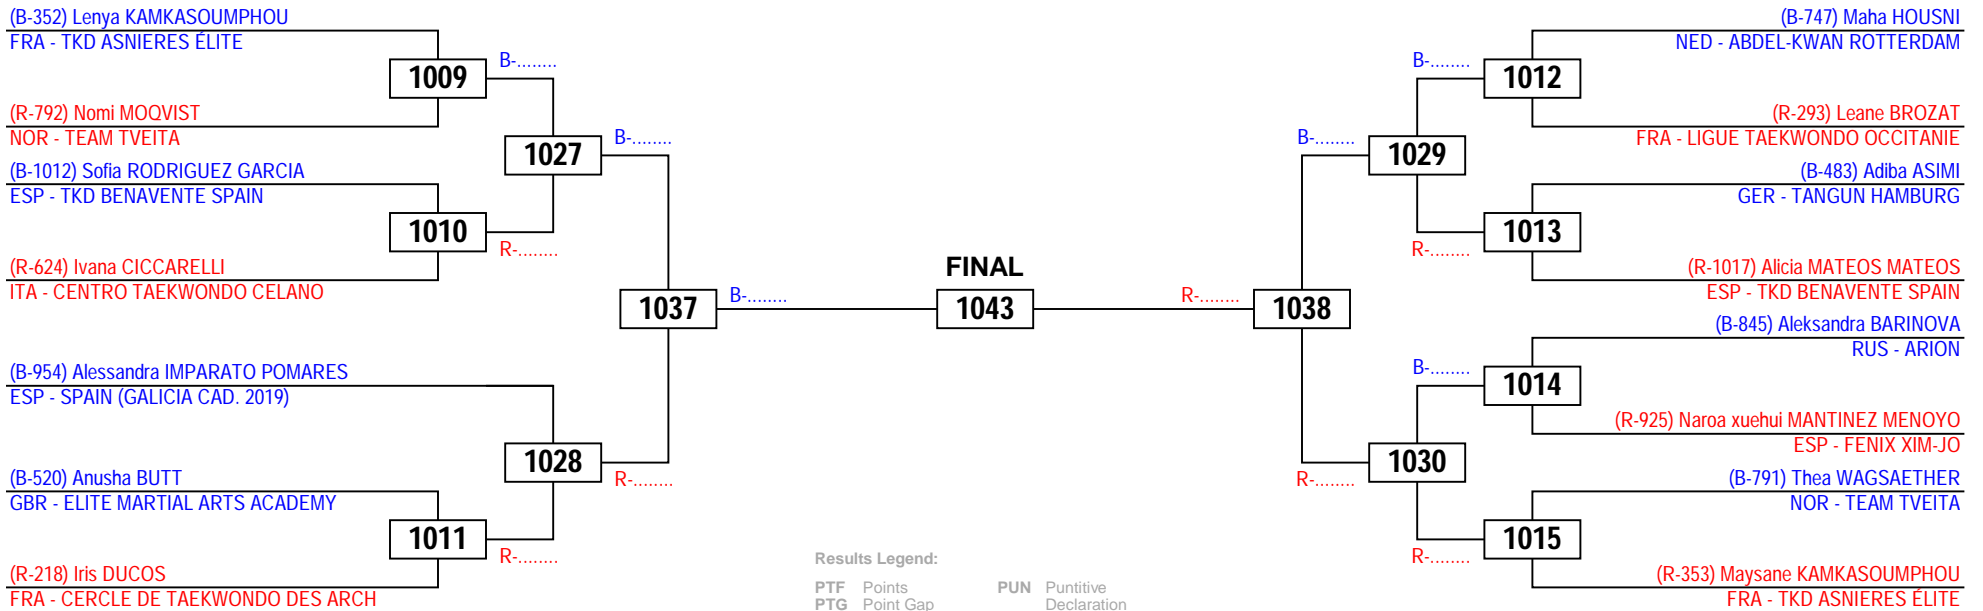 (B-352) Lenya KAMKASOUMPHOU
FRA - TKD ASNIERES ÉLITE
1009
B-........
(R-792) Nomi MOQVIST
NOR - TEAM TVEITA
1027
B-........
(B-1012) Sofia RODRIGUEZ GARCIA
ESP - TKD BENAVENTE SPAIN
1010
R-........
(R-624) Ivana CICCARELLI
ITA - CENTRO TAEKWONDO CELANO
1037
B-........
(B-954) Alessandra IMPARATO POMARES
ESP - SPAIN (GALICIA CAD. 2019)
1028
R-........
(B-520) Anusha BUTT
GBR - ELITE MARTIAL ARTS ACADEMY
1011
R-........
(R-218) Iris DUCOS
FRA - CERCLE DE TAEKWONDO DES ARCH
FINAL
1043
(B-747) Maha HOUSNI
NED - ABDEL-KWAN ROTTERDAM
B-........
1012
(R-293) Leane BROZAT
FRA - LIGUE TAEKWONDO OCCITANIE
B-........
1029
(B-483) Adiba ASIMI
GER - TANGUN HAMBURG
1013
R-........
(R-1017) Alicia MATEOS MATEOS
ESP - TKD BENAVENTE SPAIN
R-........
1038
(B-845) Aleksandra BARINOVA
RUS - ARION
B-........
1014
(R-925) Naroa xuehui MANTINEZ MENOYO
ESP - FENIX XIM-JO
1030
R-........
(B-791) Thea WAGSAETHER
NOR - TEAM TVEITA
1015
R-........
(R-353) Maysane KAMKASOUMPHOU
FRA - TKD ASNIERES ÉLITE
Results Legend:
PTF Points PUN Puntitive
PTG Point Gap Declaration